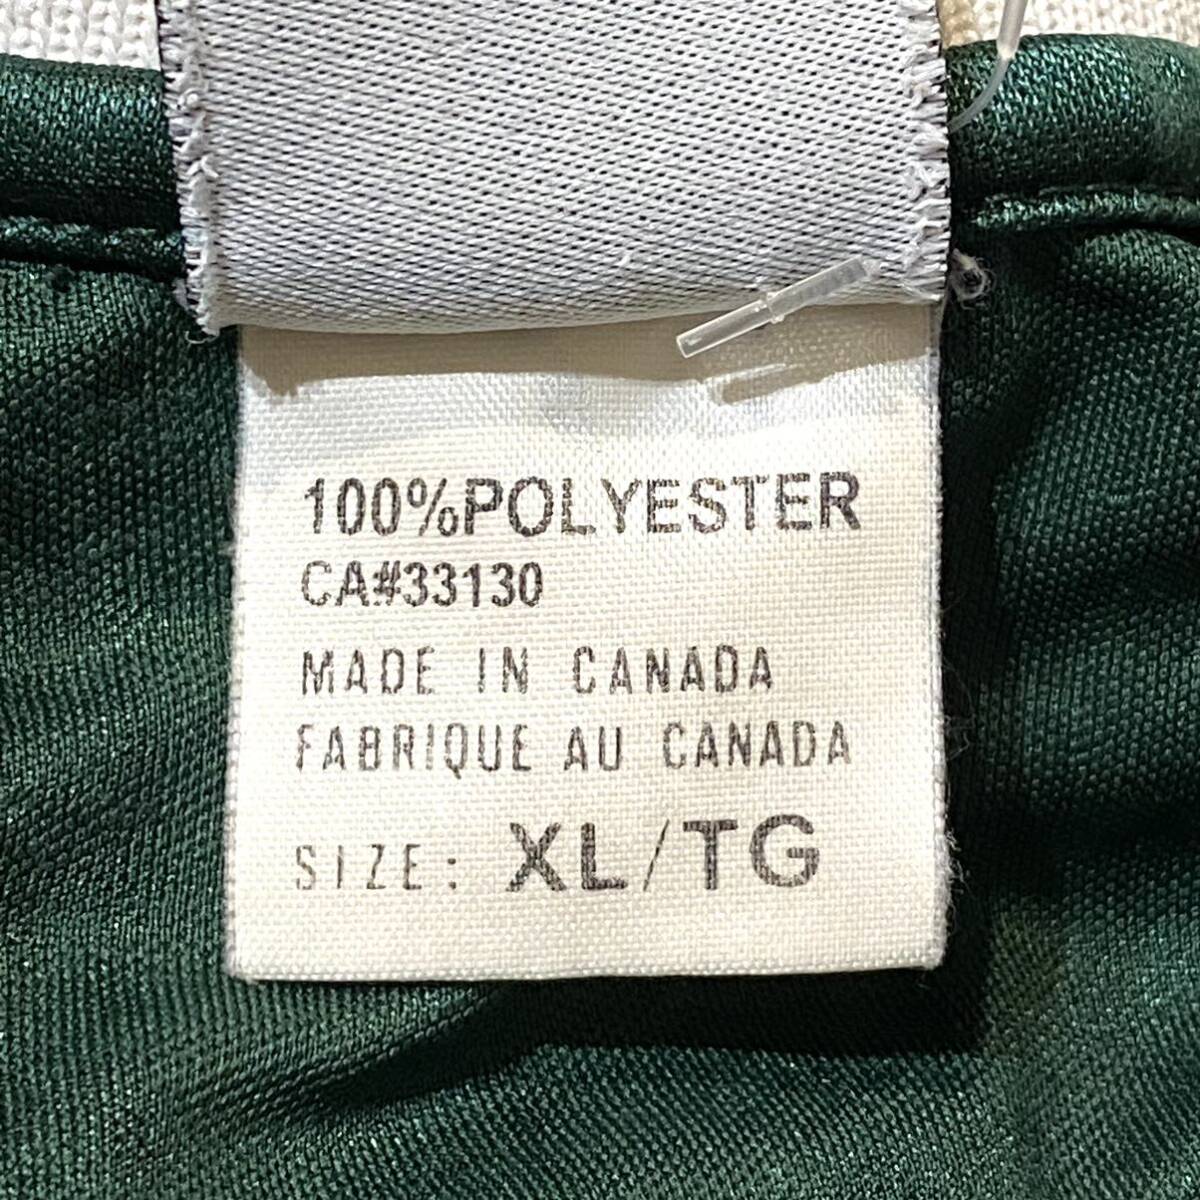 100%POLYESTER
CA#33130
MADE IN CANADA
FABRIQUE AU CANADA
SIZE: XL/TG